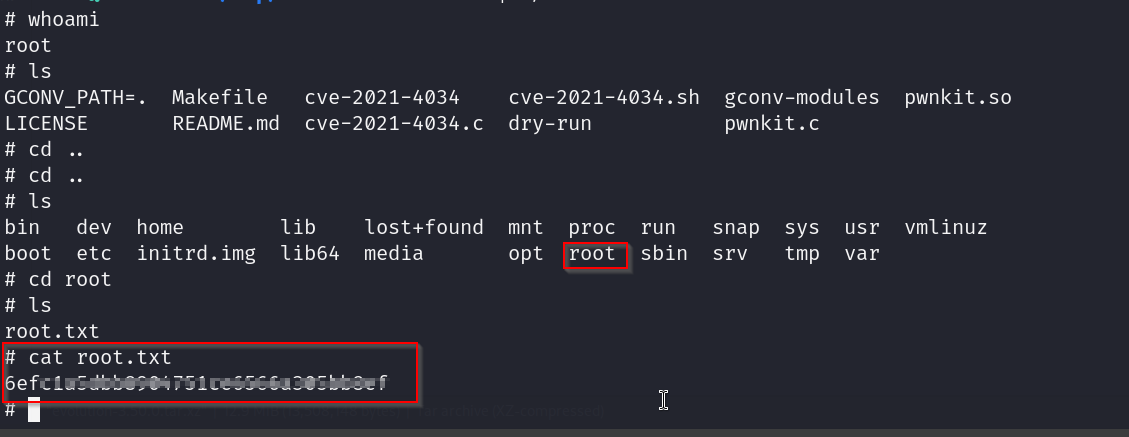 # whoami
root
# ls
GCONV_PATH=. Makefile cve-2021-4034 cve-2021-4034.sh gconv-modules pwnkit.so
LICENSE README.md cve-2021-4034.c dry-run pwnkit.c
# cd ..
# cd ..
# ls
bin dev home lib lost+found mnt proc run snap sys usr vmlinuz
boot etc initrd.img lib64 media opt root sbin srv tmp var
# cd root
# ls
root.txt
# cat root.txt
#